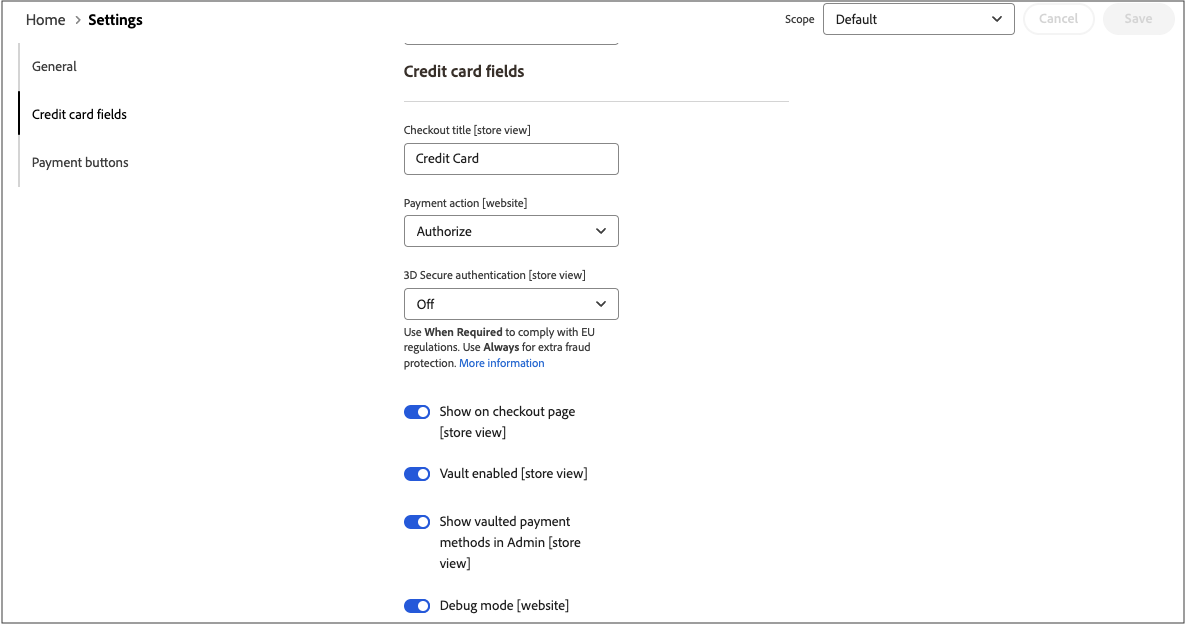 Home > Settings
Scope
Default
Cancel
Save
General
Credit card fields
Payment buttons
Credit card fields
Checkout title [store view]
Credit Card
Payment action [website]
Authorize
3D Secure authentication [store view]
Off
Use When Required to comply with EU
regulations. Use Always for extra fraud
protection. More information
Show on checkout page
[store view]
Vault enabled [store view]
Show vaulted payment
methods in Admin [store
view]
Debug mode [website]